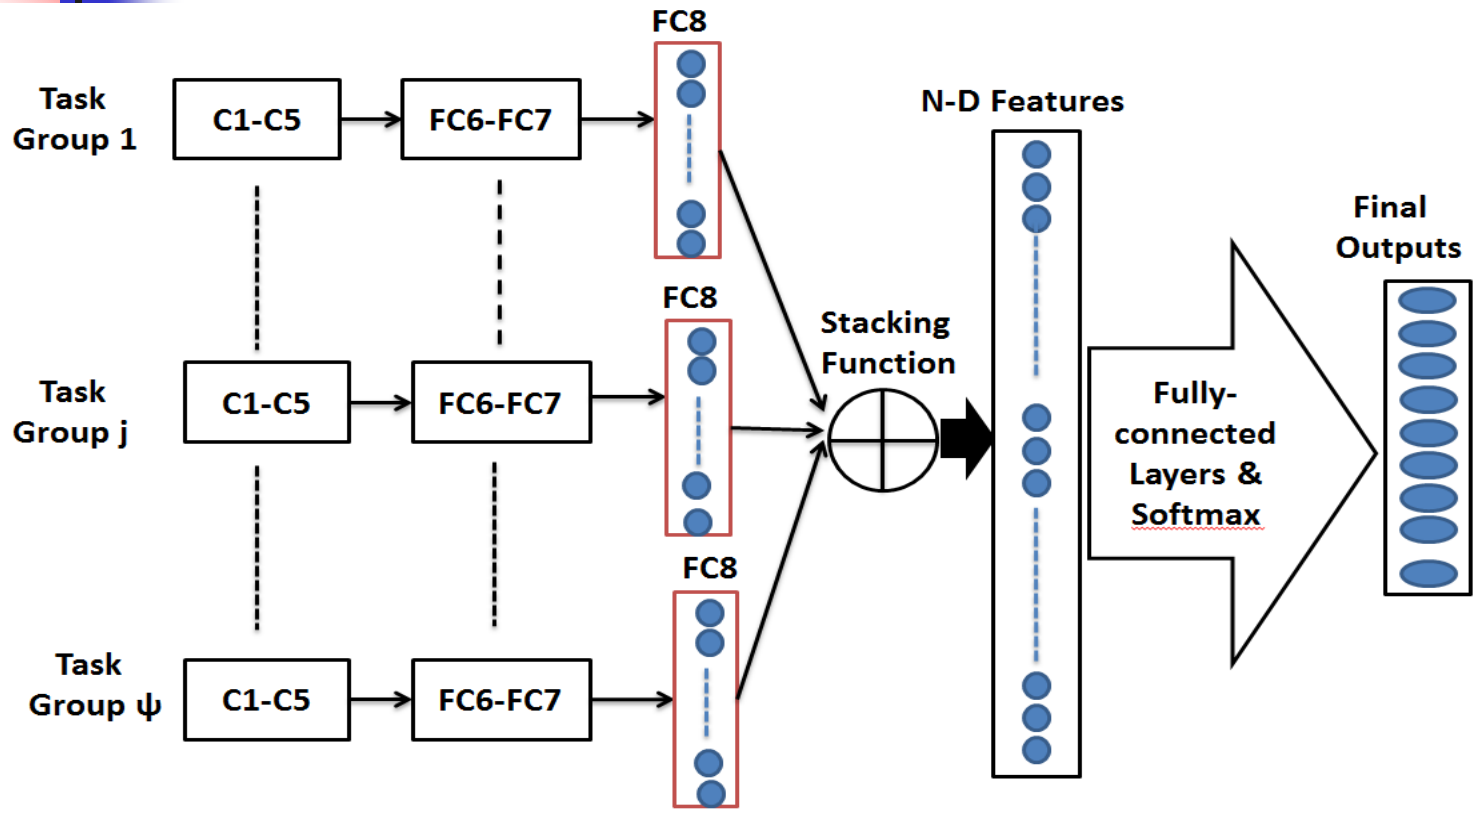 Task
Group 1
C1-C5
FC6-FC7
FC8
Task
Group j
C1-C5
FC6-FC7
FC8
Task
Group ψ
C1-C5
FC6-FC7
FC8
Stacking
Function
N-D Features
Fully-
connected
Layers &
Softmax
Final
Outputs